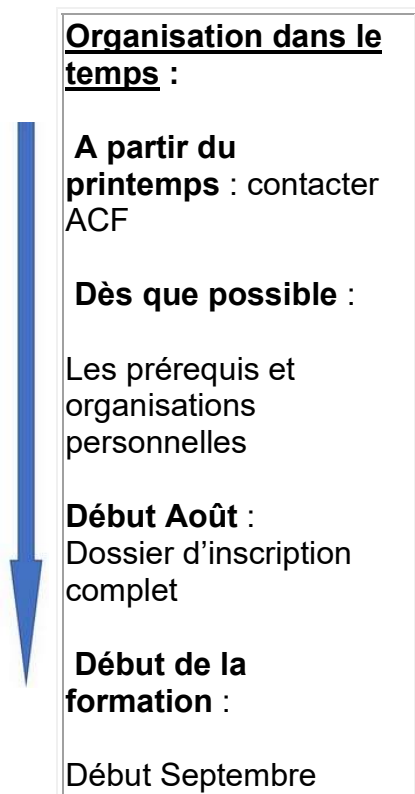 Organisation dans le
temps :
A partir du
printemps : contacter
ACF
Dès que possible :
Les prérequis et
organisations
personnelles
Début Août :
Dossier d’inscription
complet
Début de la
formation :
Début Septembre